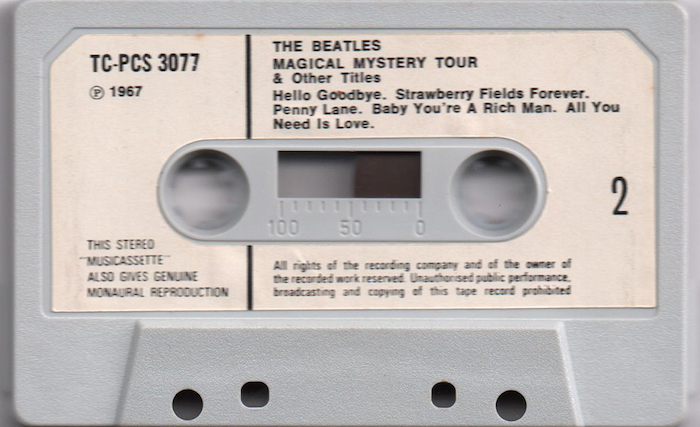 TC-PCS 3077
Ⓟ 1967
THE BEATLES
MAGICAL MYSTERY TOUR
& Other Titles
Hello Goodbye. Strawberry Fields Forever.
Penny Lane. Baby You're A Rich Man. All You
Need Is Love.
100 50 0
2
THIS STEREO
"MUSICASSETTE"
ALSO GIVES GENUINE
MONAURAL REPRODUCTION
All rights of the recording company and of the owner of
the recorded work reserved. Unauthorised public performance,
broadcasting and copying of this tape record prohibited